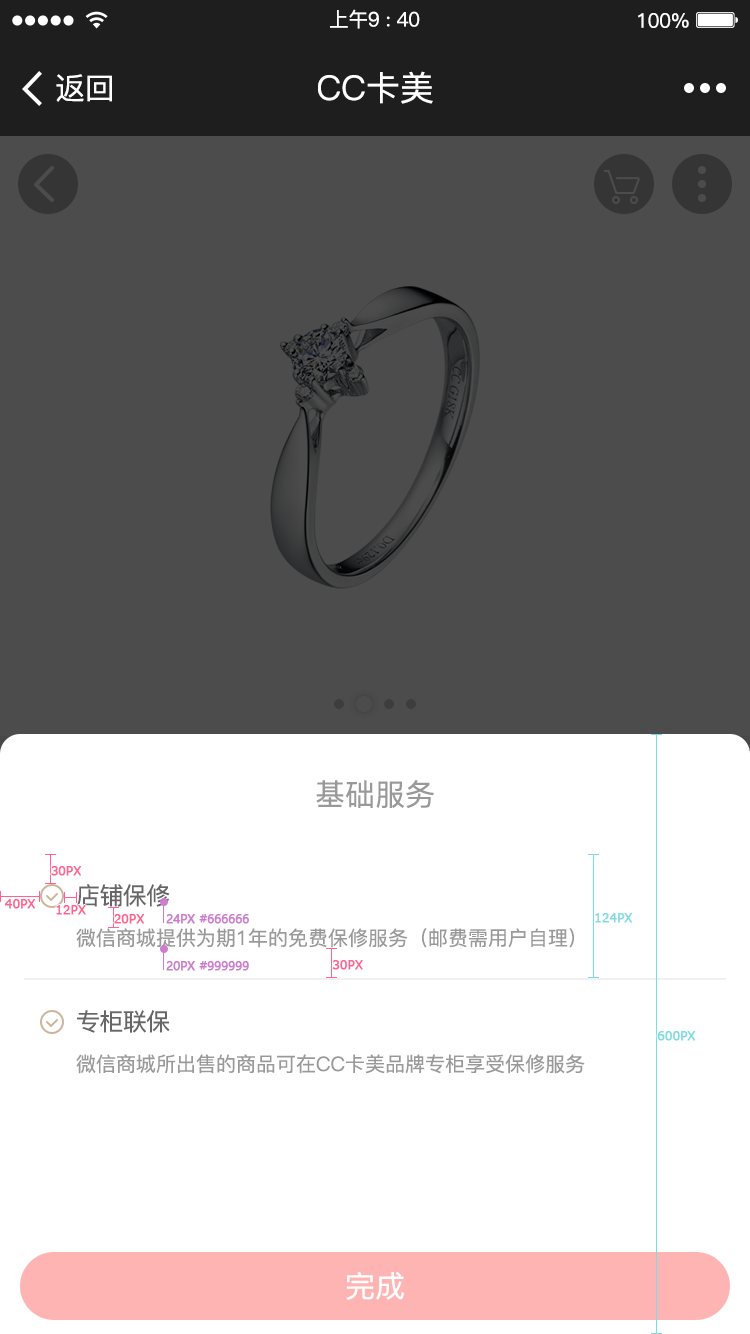 上午9 : 40
100%
返回
CC卡美
基础服务
30PX
店铺保修
40PX
12PX
20PX
24PX #666666
124PX
微信商城提供为期1年的免费保修服务（邮费需用户自理）
20PX #999999
30PX
专柜联保
600PX
微信商城所出售的商品可在CC卡美品牌专柜享受保修服务
完成